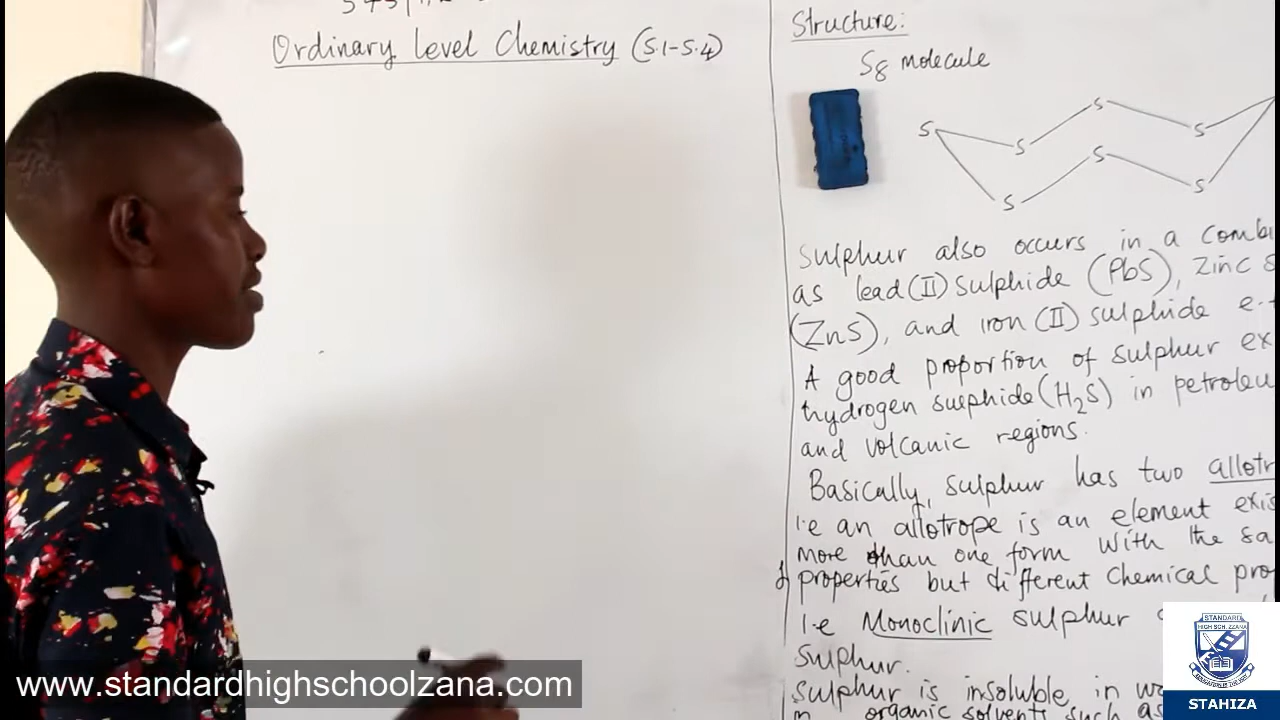 Ordinary Level Chemistry (S.1-S.4)
Structure:
S8 molecule
S
S
S
S
S
S
S
Sulphur also occurs in a combi
as lead (II) sulphide (PbS), Zinc S
(ZnS), and iron (II) sulphide e.t
A good proportion of sulphur ex
hydrogen sulphide (H2S) in petroleu
and volcanic regions.
Basically, sulphur has two allotr
i.e an allotrope is an element exis
more than one form with the sa
properties but different chemical pro
i.e Monoclinic sulphur
sulphur.
Sulphur is insoluble in wa
organic solvents such as
STANDARD
HIGH SCH. ZZANA
STAHIZA
www.standardhighschoolzana.com